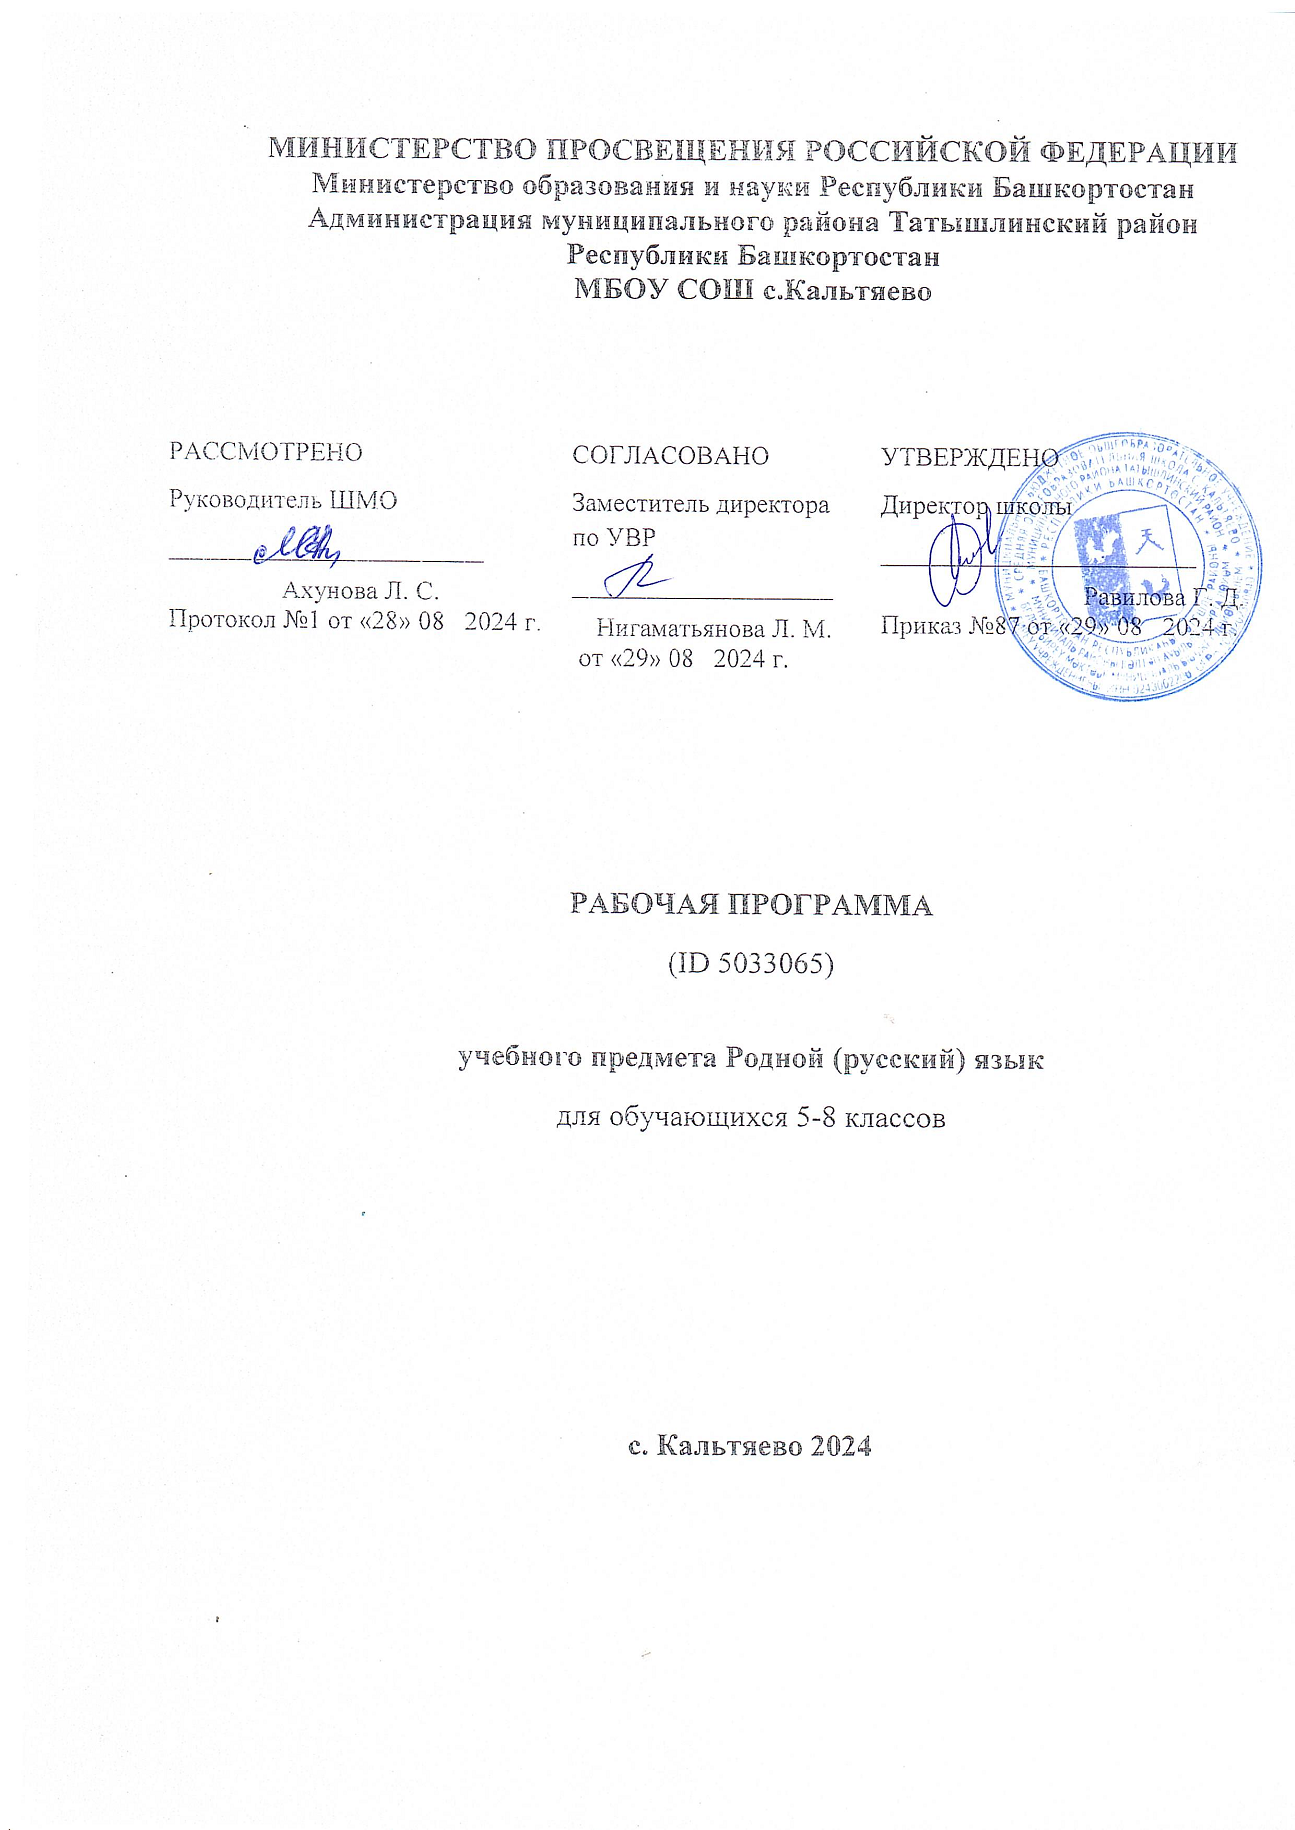 МИНИСТЕРСТВО ПРОСВЕЩЕНИЯ РОССИЙСКОЙ ФЕДЕРАЦИИ
Министерство образования и науки Республики Башкортостан
Администрация муниципального района Татышлинский район
Республики Башкортостан
МБОУ СОШ с.Кальтяево
РАССМОТРЕНО
Руководитель ШМО
Ахунова Л. С.
Протокол №1 от «28» 08 2024 г.
СОГЛАСОВАНО
Заместитель директора
по УВР
Нигаматьянова Л. М.
от «29» 08 2024 г.
УТВЕРЖДЕНО
Директор школы
Равилова Г. Д.
Приказ №87 от «29» 08 2024 г.
РАБОЧАЯ ПРОГРАММА
(ID 5033065)
учебного предмета Родной (русский) язык
для обучающихся 5-8 классов
с. Кальтяево 2024